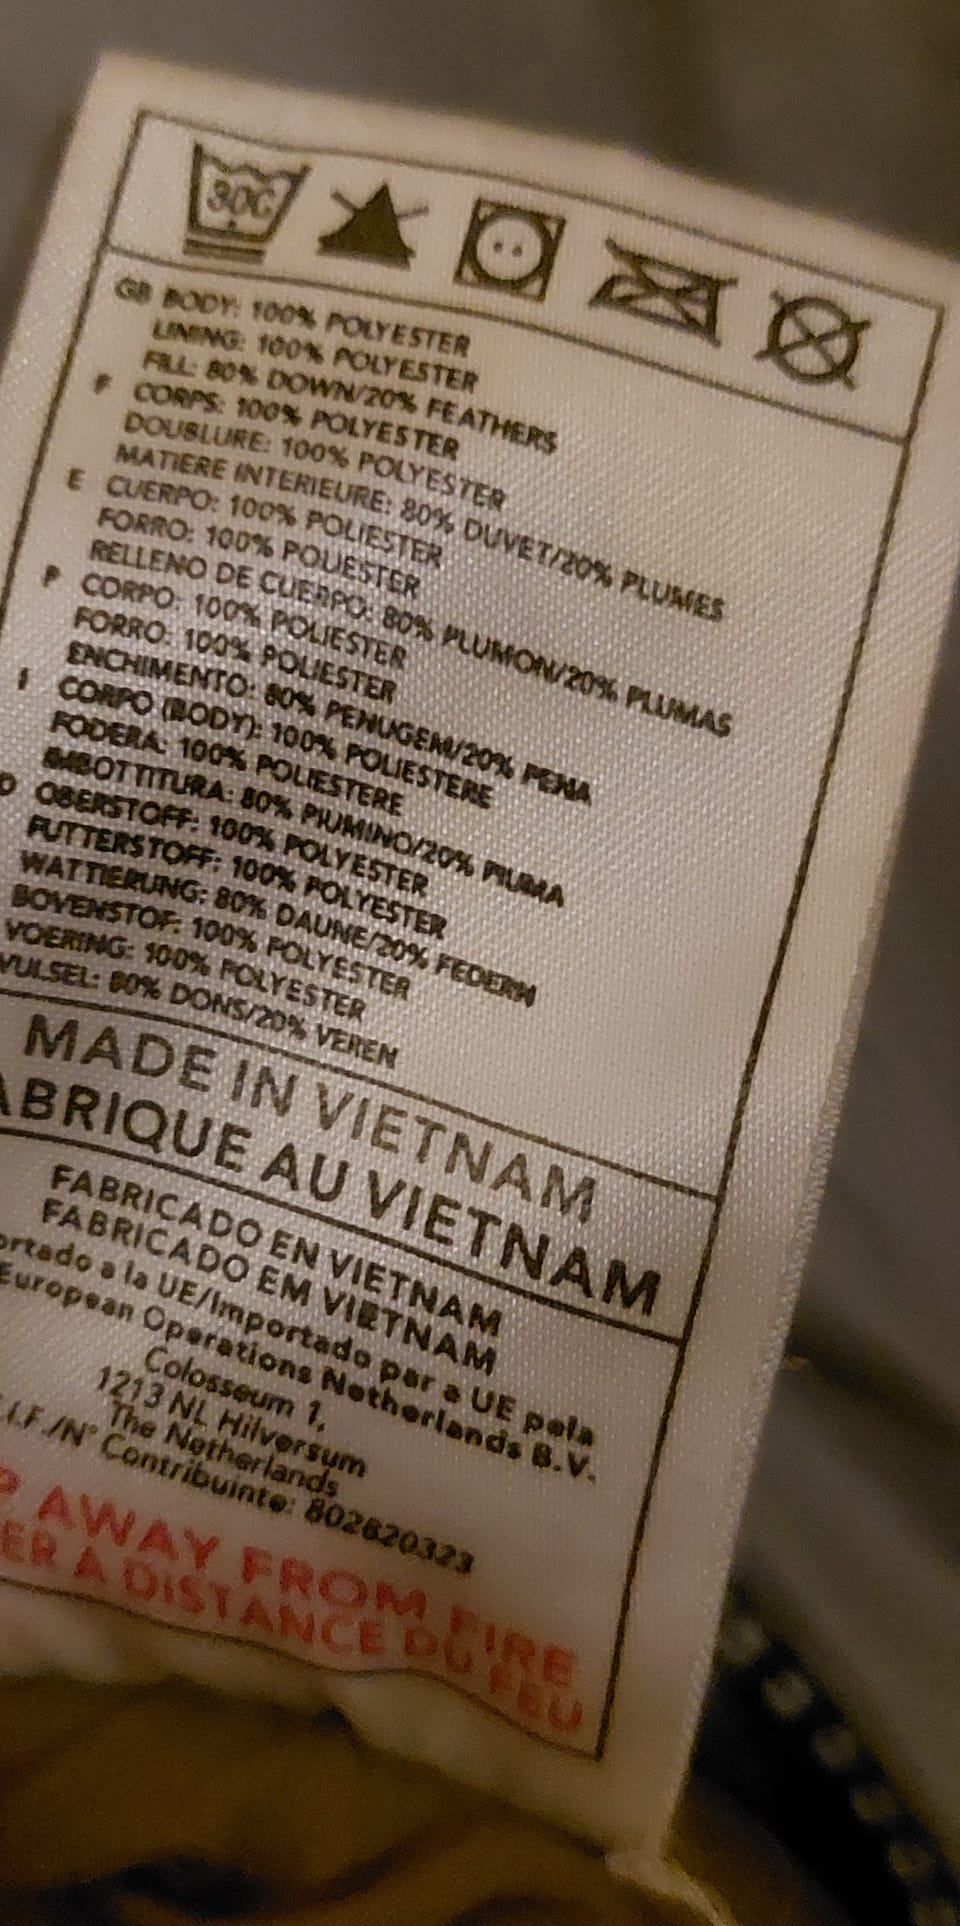 30C
GB BODY: 100% POLYESTER
LINING: 100% POLYESTER
FILL: 80% DOWN/20% FEATHERS
F CORPS: 100% POLYESTER
DOUBLURE: 100% POLYESTER
MATIERE INTERIEURE: 80% DUVET/20% PLUMES
E CUERPO: 100% POLIESTER
FORRO: 100% POLIESTER
RELLENO DE CUERPO: 80% PLUMON/20% PLUMAS
P CORPO: 100% POLIESTER
FORRO: 100% POLIESTER
ENCHIMENTO: 80% PENUGEM/20% PENA
I CORPO (BODY): 100% POLIESTERE
FODERA: 100% POLIESTERE
IMBOTTITURA: 80% PIUMINO/20% PIUMA
D OBERSTOFF: 100% POLYESTER
FUTTERSTOFF: 100% POLYESTER
WATTIERUNG: 80% DAUNE/20% FEDERN
BOVENSTOF: 100% POLYESTER
VOERING: 100% POLYESTER
VULSEL: 80% DONS/20% VEREN
MADE IN VIETNAM
ABRIQUE AU VIETNAM
FABRICADO EN VIETNAM
FABRICADO EM VIETNAM
ortado a la UE/Importado par a UE pela
European Operations Netherlands B.V.
Colosseum 1,
1213 NL Hilversum
The Netherlands
.I.F./N° Contribuinte: 802820323
P AWAY FROM FIRE
ER A DISTANCE DU FEU